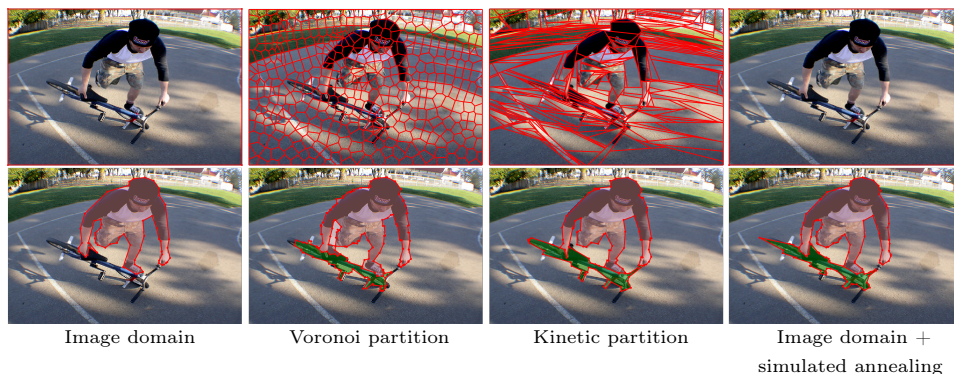 Image domain
Voronoi partition
Kinetic partition
Image domain +
simulated annealing